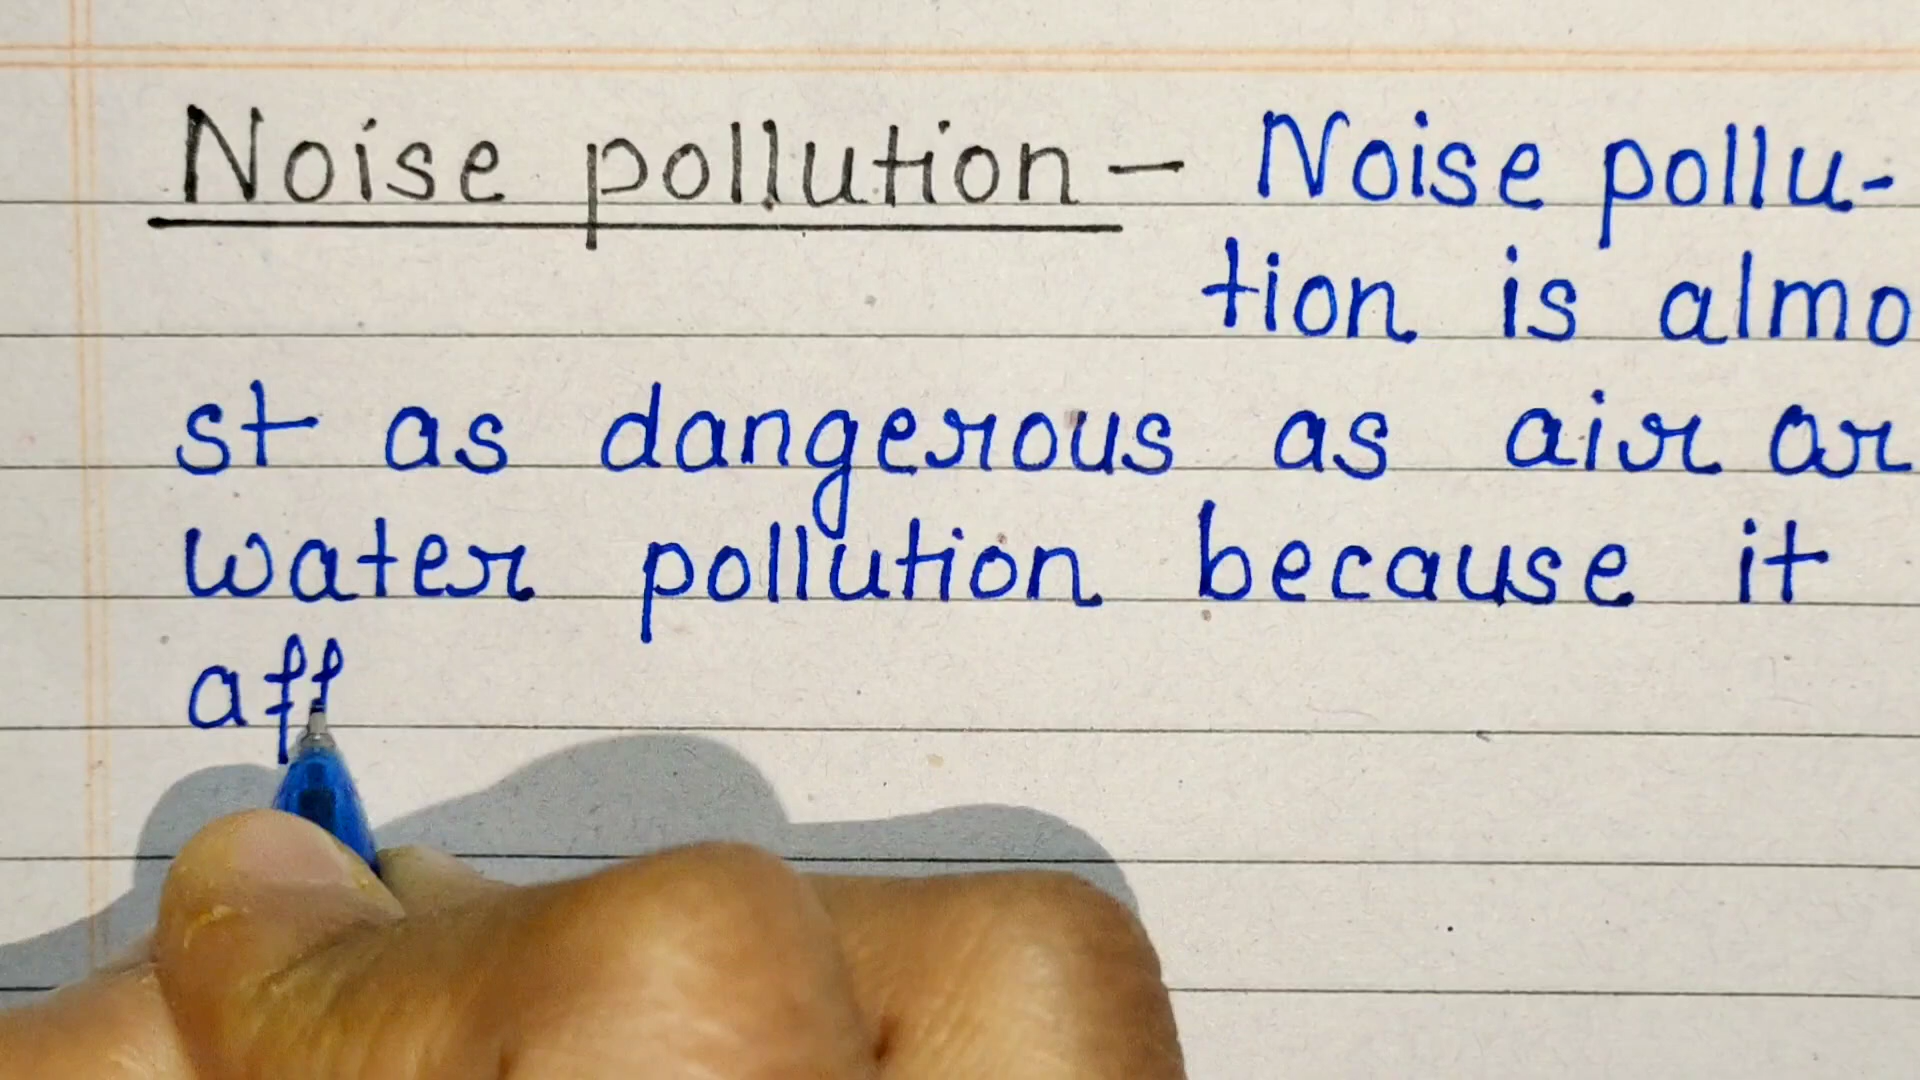 Noise pollution - Noise pollu-
tion is almo
st as dangerous as air or
water pollution because it
aff